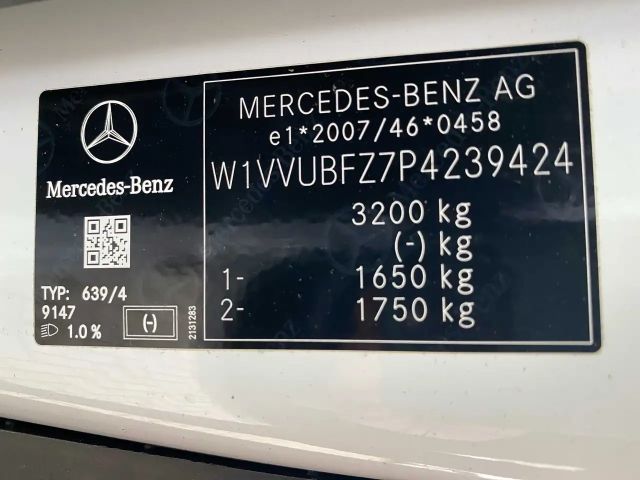 MERCEDES-BENZ AG
e1*2007/46*0458
W1VVUBFZ7P4239424
3200 kg
(-) kg
1- 1650 kg
2- 1750 kg
Mercedes-Benz
TYP: 639/4
9147
1.0 %
(-)
2131283